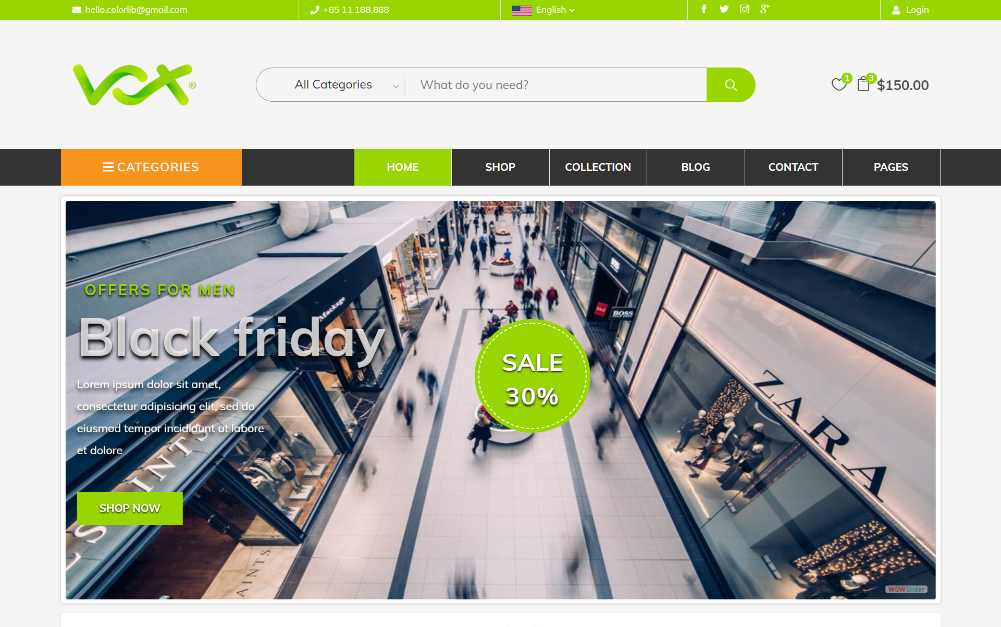 hello.colorlib@gmail.com
+65 11.188.888
English
Login
VOX®
All Categories
What do you need?
1
3
$150.00
CATEGORIES
HOME
SHOP
COLLECTION
BLOG
CONTACT
PAGES
OFFERS FOR MEN
Black friday
Lorem ipsum dolor sit amet,
consectetur adipisicing elit, sed do
eiusmod tempor incididunt ut labore
et dolore
SHOP NOW
SALE
30%
BOSS
ZARA
SAINTS
WOWSlider